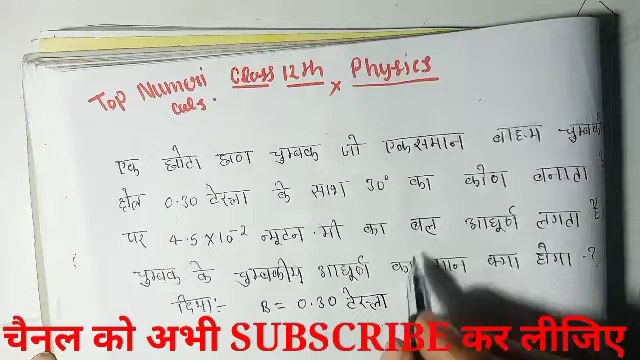 Top Numeri Class 12th x Physics
cals.
एक छोटा छण चुम्बक जो एकसमान बाह्म चुम्बकी
क्षेत्र 0.30 टेस्ला के साथ 30° का कोण बनाता
पर 4.5×10⁻² न्यूटन.मी का बल आघूर्ण लगता है
चुम्बक के चुम्बकीय आघूर्ण का मान क्या होगा -?
दिया:- B = 0.30 टेस्ला
चैनल को अभी SUBSCRIBE कर लीजिए